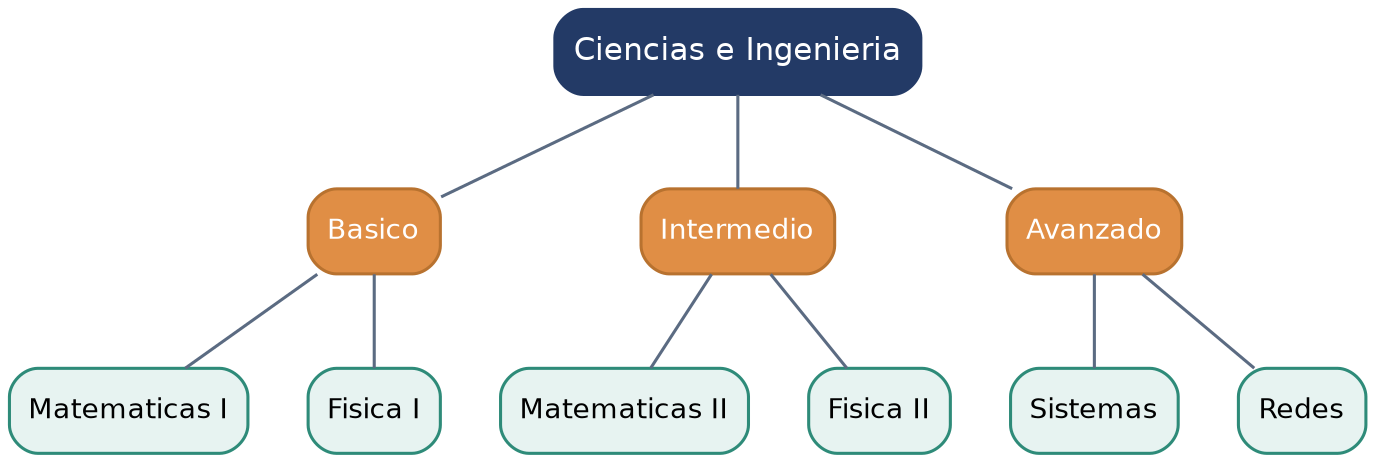 Ciencias e Ingenieria
Basico
Intermedio
Avanzado
Matematicas I
Fisica I
Matematicas II
Fisica II
Sistemas
Redes